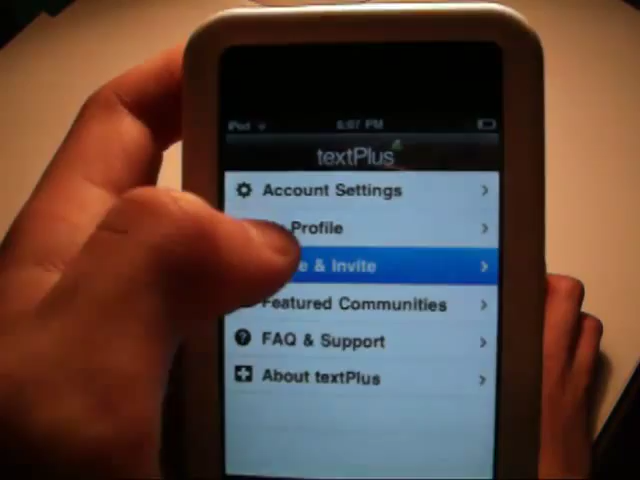 iPod 6:07 PM
textPlus
Account Settings
Profile
& Invite
Featured Communities
FAQ & Support
About textPlus